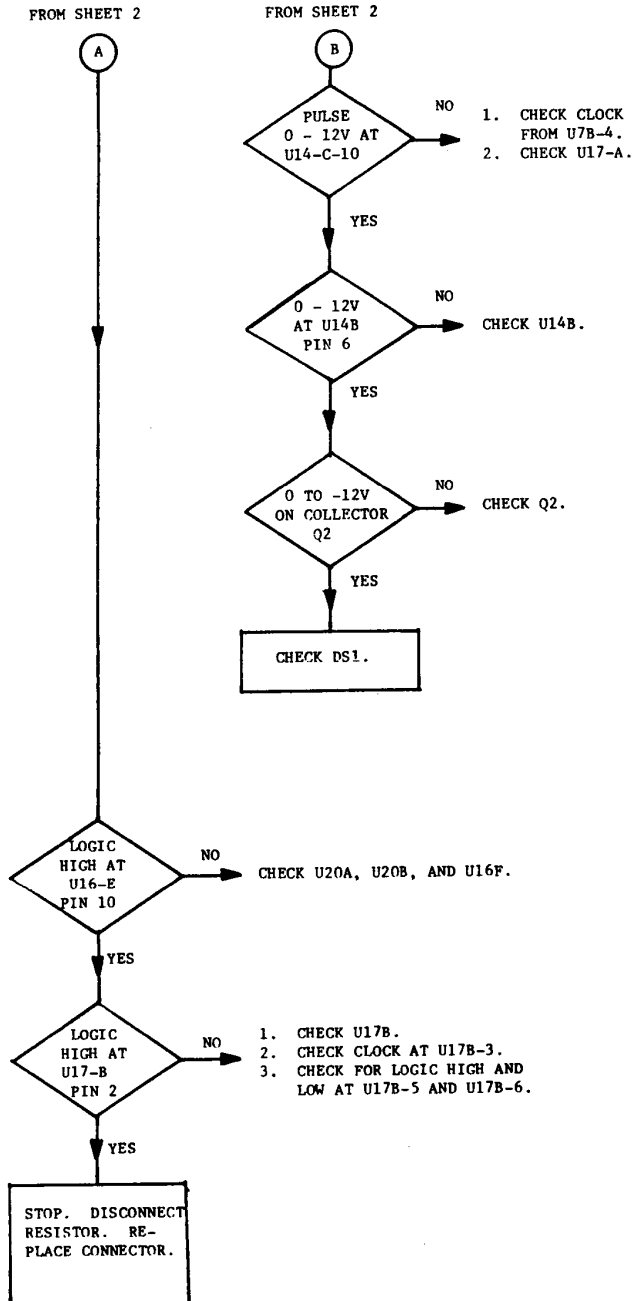 FROM SHEET 2
A
FROM SHEET 2
B
PULSE
0 - 12V AT
U14-C-10
NO
1. CHECK CLOCK
FROM U7B-4.
2. CHECK U17-A.
YES
0 - 12V
AT U14B
PIN 6
NO
CHECK U14B.
YES
0 TO -12V
ON COLLECTOR
Q2
NO
CHECK Q2.
YES
CHECK DS1.
LOGIC
HIGH AT
U16-E
PIN 10
NO
CHECK U20A, U20B, AND U16F.
YES
LOGIC
HIGH AT
U17-B
PIN 2
NO
1. CHECK U17B.
2. CHECK CLOCK AT U17B-3.
3. CHECK FOR LOGIC HIGH AND
LOW AT U17B-5 AND U17B-6.
YES
STOP. DISCONNECT
RESISTOR. RE-
PLACE CONNECTOR.